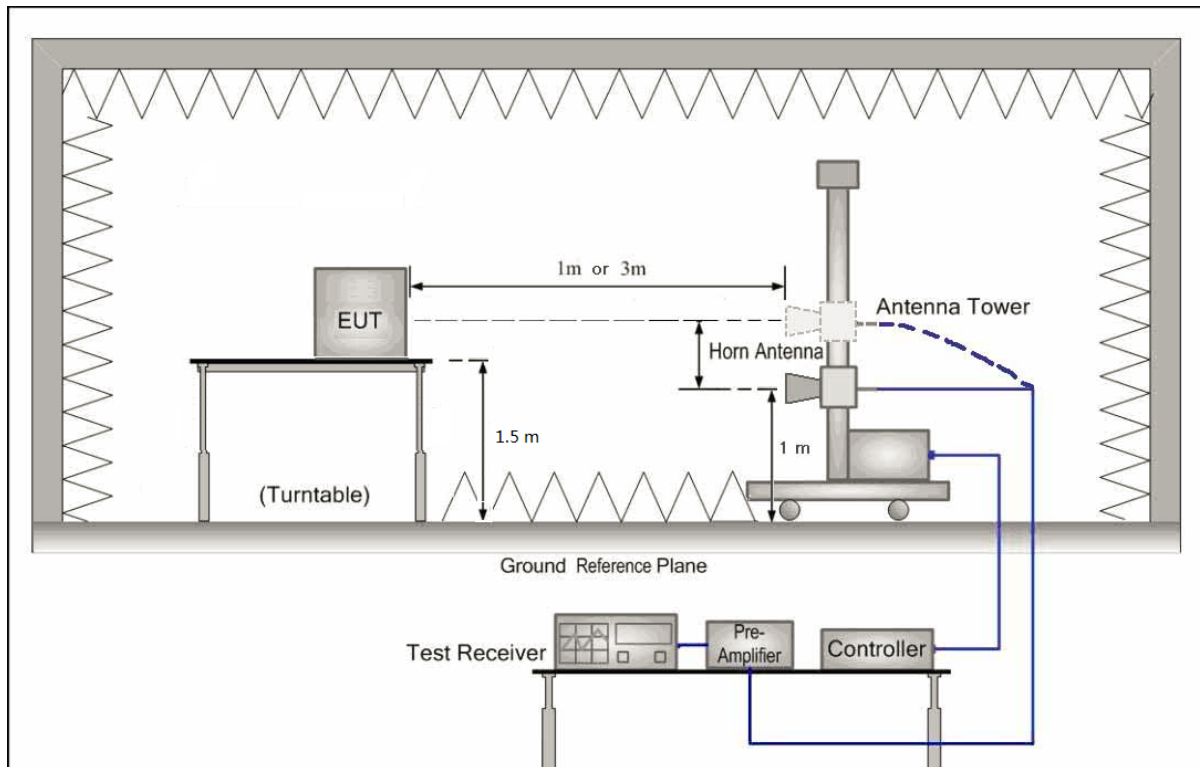 1m or 3m
EUT
Antenna Tower
Horn Antenna
1.5 m
1 m
(Turntable)
Ground Reference Plane
Test Receiver
Pre-
Amplifier
Controller